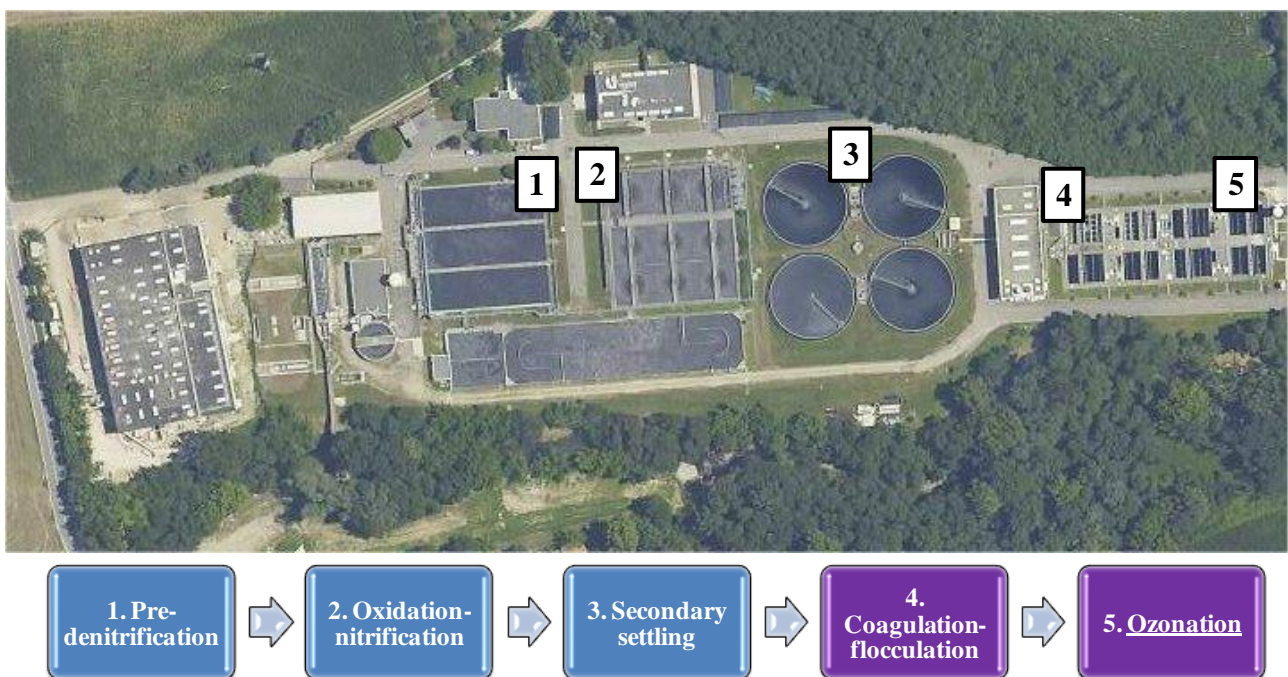 1
2
3
4
5
1. Pre-
denitrification
2. Oxidation-
nitrification
3. Secondary
settling
4.
Coagulation-
flocculation
5. Ozonation